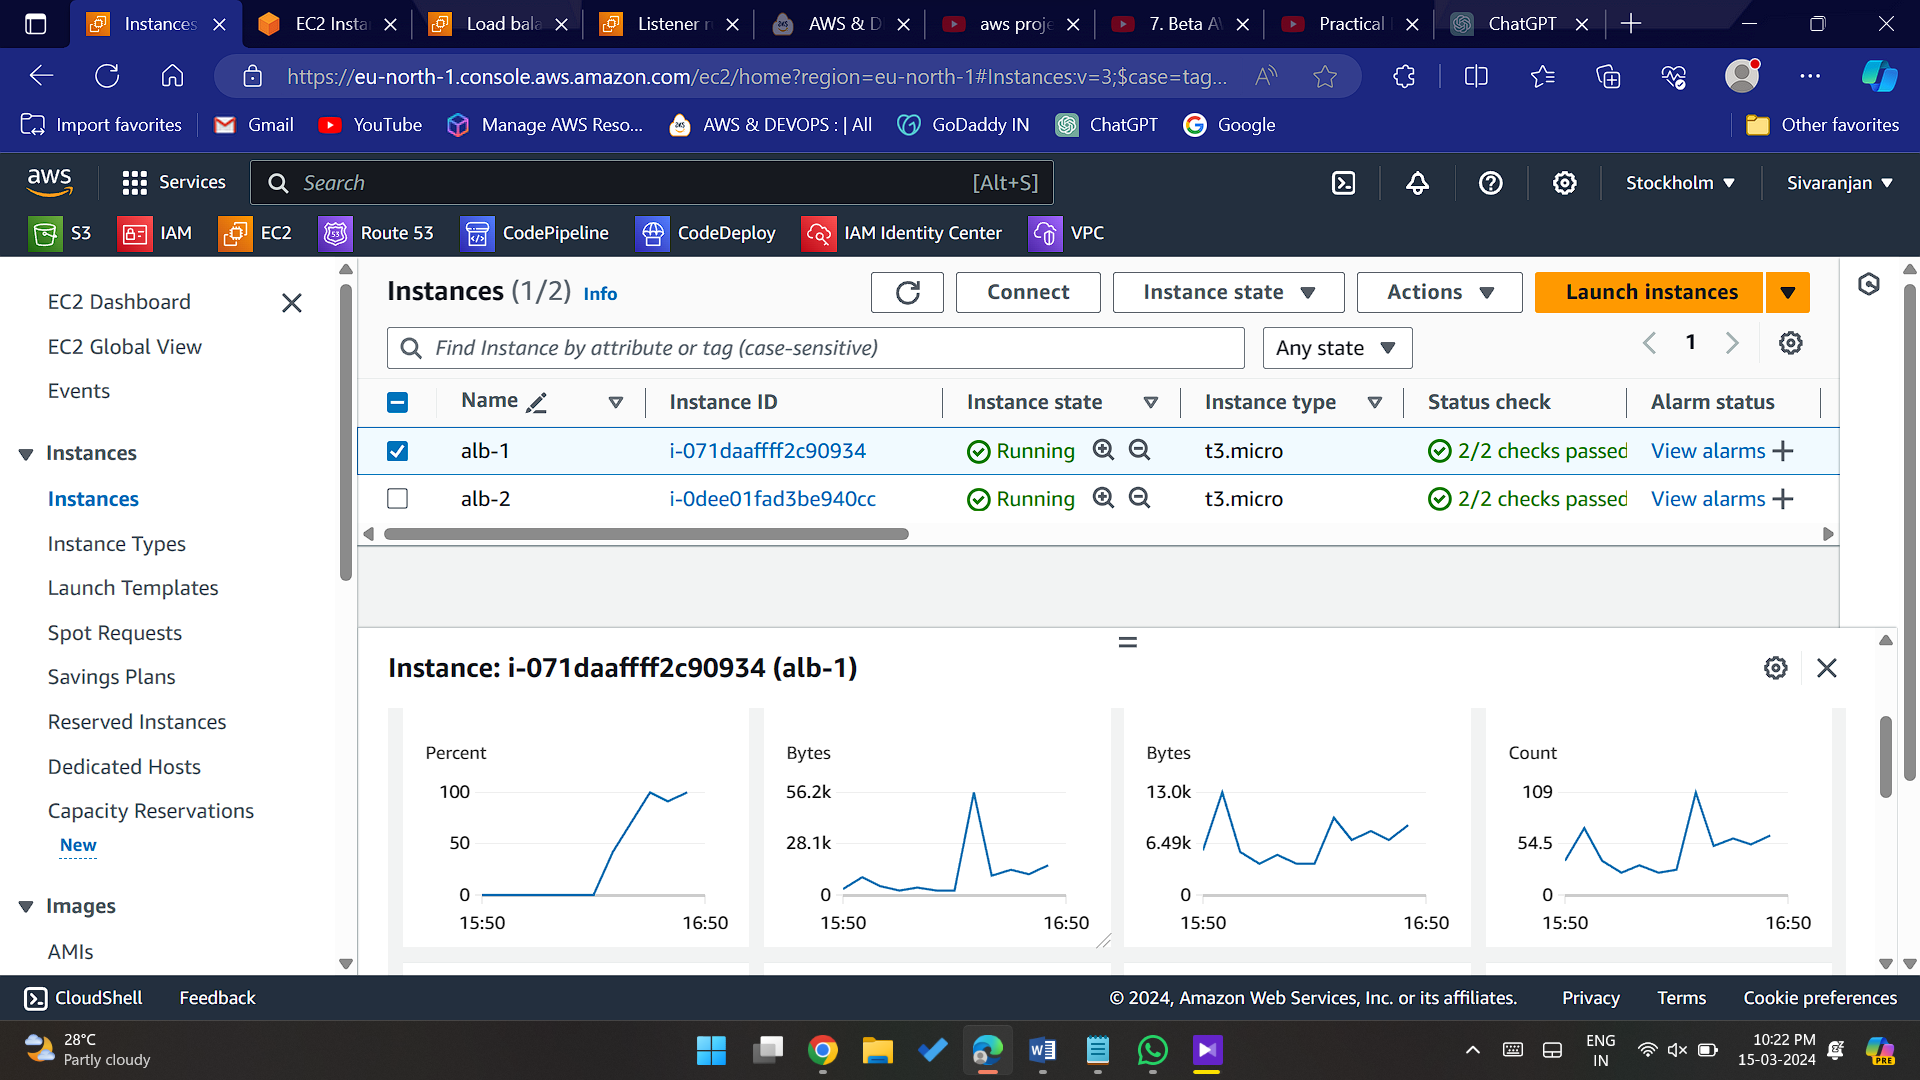 Instances
EC2 Insta
Load bala
Listener ru
AWS & D
aws proje
7. Beta A
Practical
ChatGPT
https://eu-north-1.console.aws.amazon.com/ec2/home?region=eu-north-1#Instances:v=3;$case=tag...
Import favorites
Gmail
YouTube
Manage AWS Reso...
AWS & DEVOPS : | All
GoDaddy IN
ChatGPT
Google
Other favorites
aws
Services
Search
[Alt+S]
Stockholm
Sivaranjan
S3
IAM
EC2
Route 53
CodePipeline
CodeDeploy
IAM Identity Center
VPC
EC2 Dashboard
EC2 Global View
Events
Instances
Instances
Instance Types
Launch Templates
Spot Requests
Savings Plans
Reserved Instances
Dedicated Hosts
Capacity Reservations
New
Images
AMIs
Instances (1/2) Info
Connect
Instance state
Actions
Launch instances
Find Instance by attribute or tag (case-sensitive)
Any state
1
Name Instance ID Instance state Instance type Status check Alarm status
alb-1 i-071daaffff2c90934 Running t3.micro 2/2 checks passed View alarms
alb-2 i-0dee01fad3be940cc Running t3.micro 2/2 checks passed View alarms
Instance: i-071daaffff2c90934 (alb-1)
Percent
100
50
0
15:50 16:50
Bytes
56.2k
28.1k
0
15:50 16:50
Bytes
13.0k
6.49k
0
15:50 16:50
Count
109
54.5
0
15:50 16:50
CloudShell
Feedback
© 2024, Amazon Web Services, Inc. or its affiliates.
Privacy
Terms
Cookie preferences
28°C
Partly cloudy
ENG
IN
10:22 PM
15-03-2024
PRE